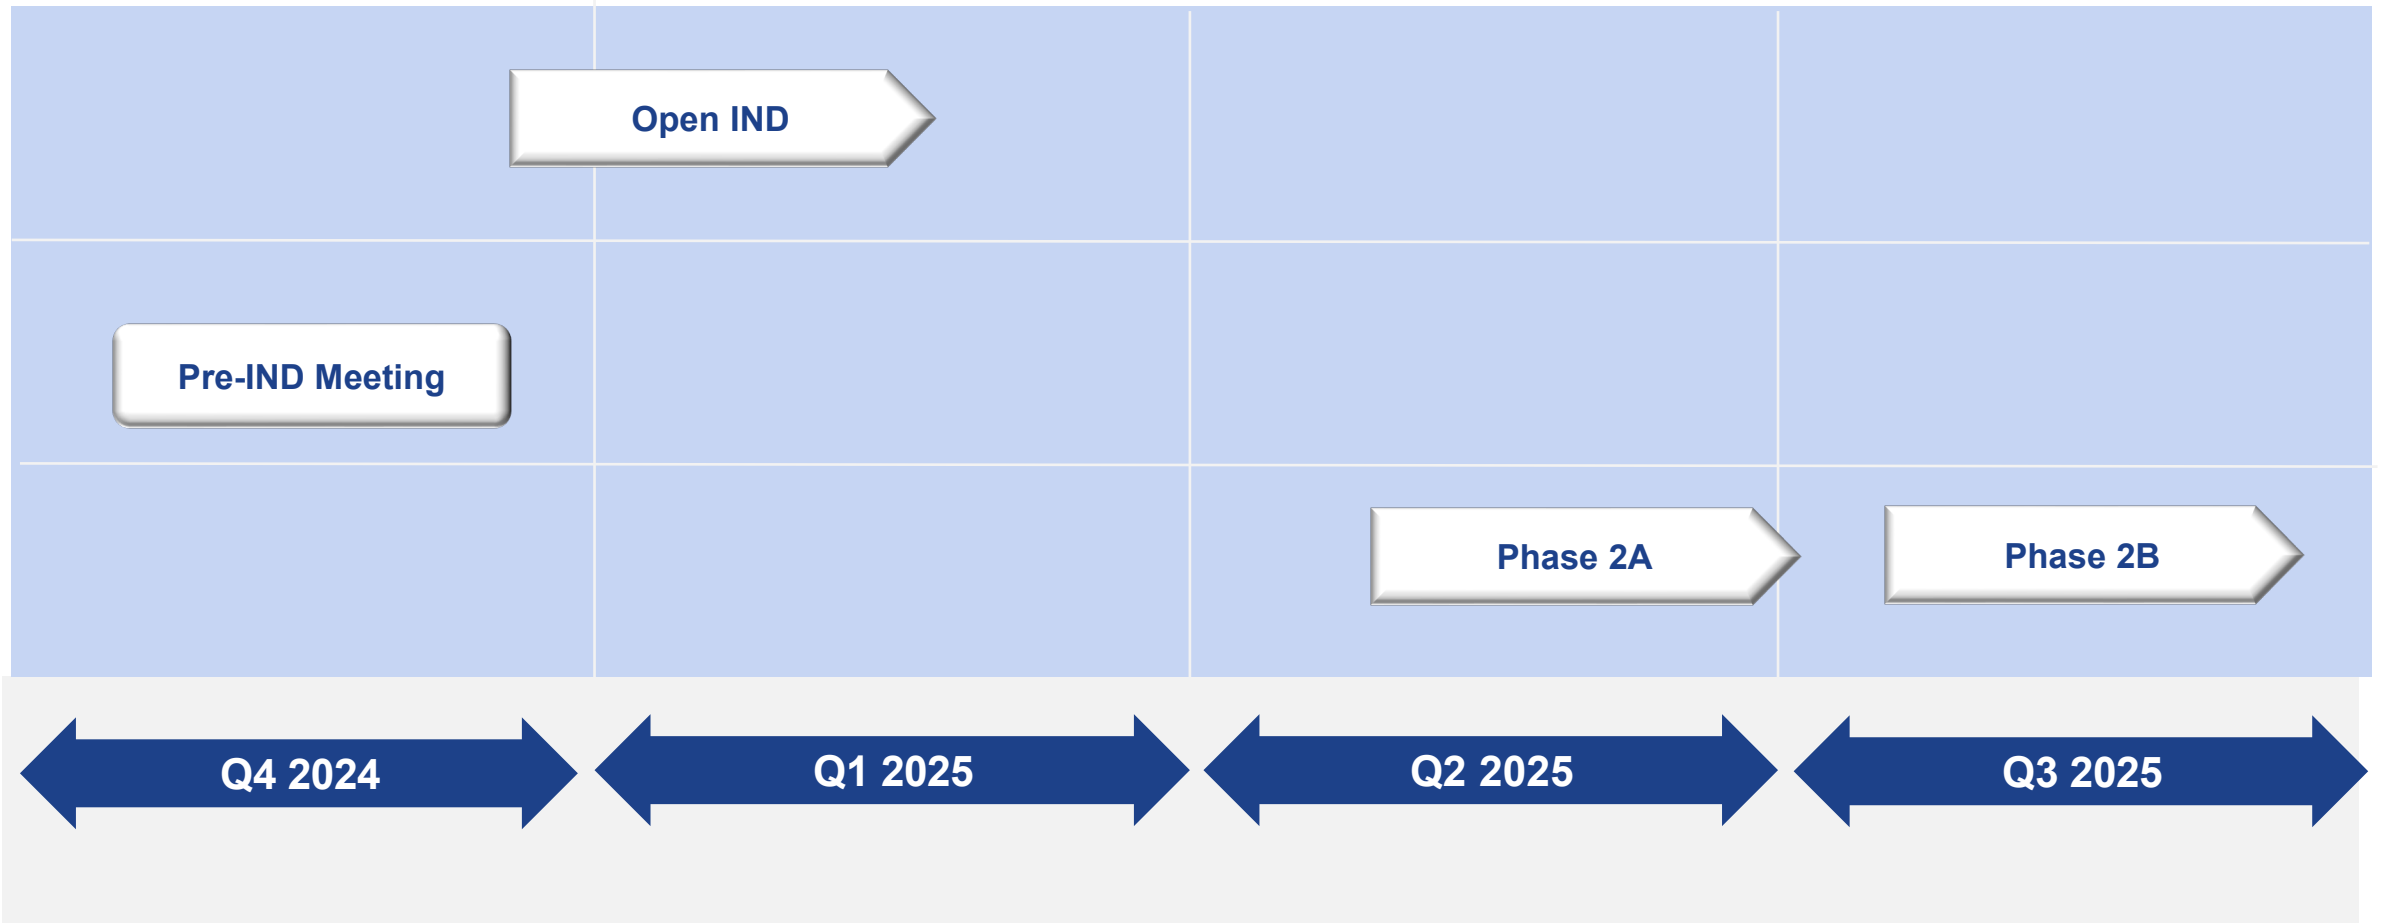 Open IND
Pre-IND Meeting
Phase 2A
Phase 2B
Q4 2024
Q1 2025
Q2 2025
Q3 2025